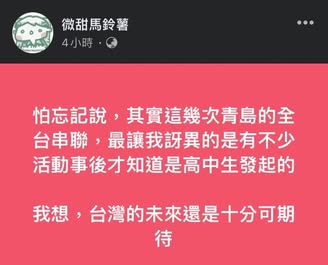 微甜馬鈴薯
4小時
怕忘記說，其實這幾次青島的全
台串聯，最讓我訝異的是有不少
活動事後才知道是高中生發起的
我想，台灣的未來還是十分可期
待